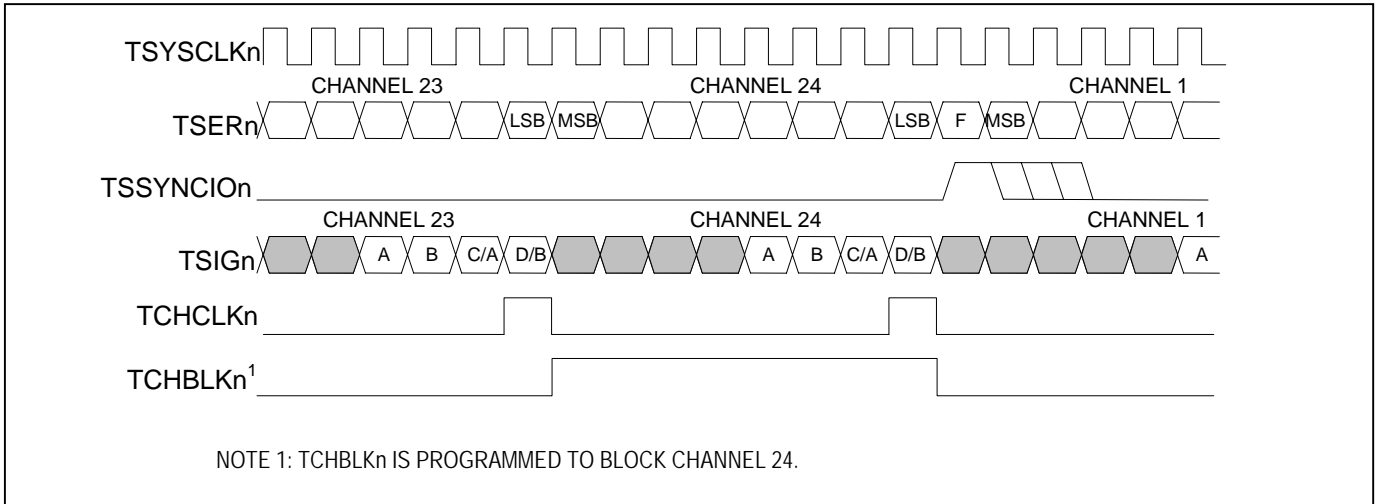 TSYSCLKn
CHANNEL 23 CHANNEL 24 CHANNEL 1
TSERn LSB MSB LSB F MSB
TSSYNCIOn
CHANNEL 23 CHANNEL 24 CHANNEL 1
TSIGn A B C/A D/B A B C/A D/B A
TCHCLKn
TCHBLKn¹
NOTE 1: TCHBLKn IS PROGRAMMED TO BLOCK CHANNEL 24.